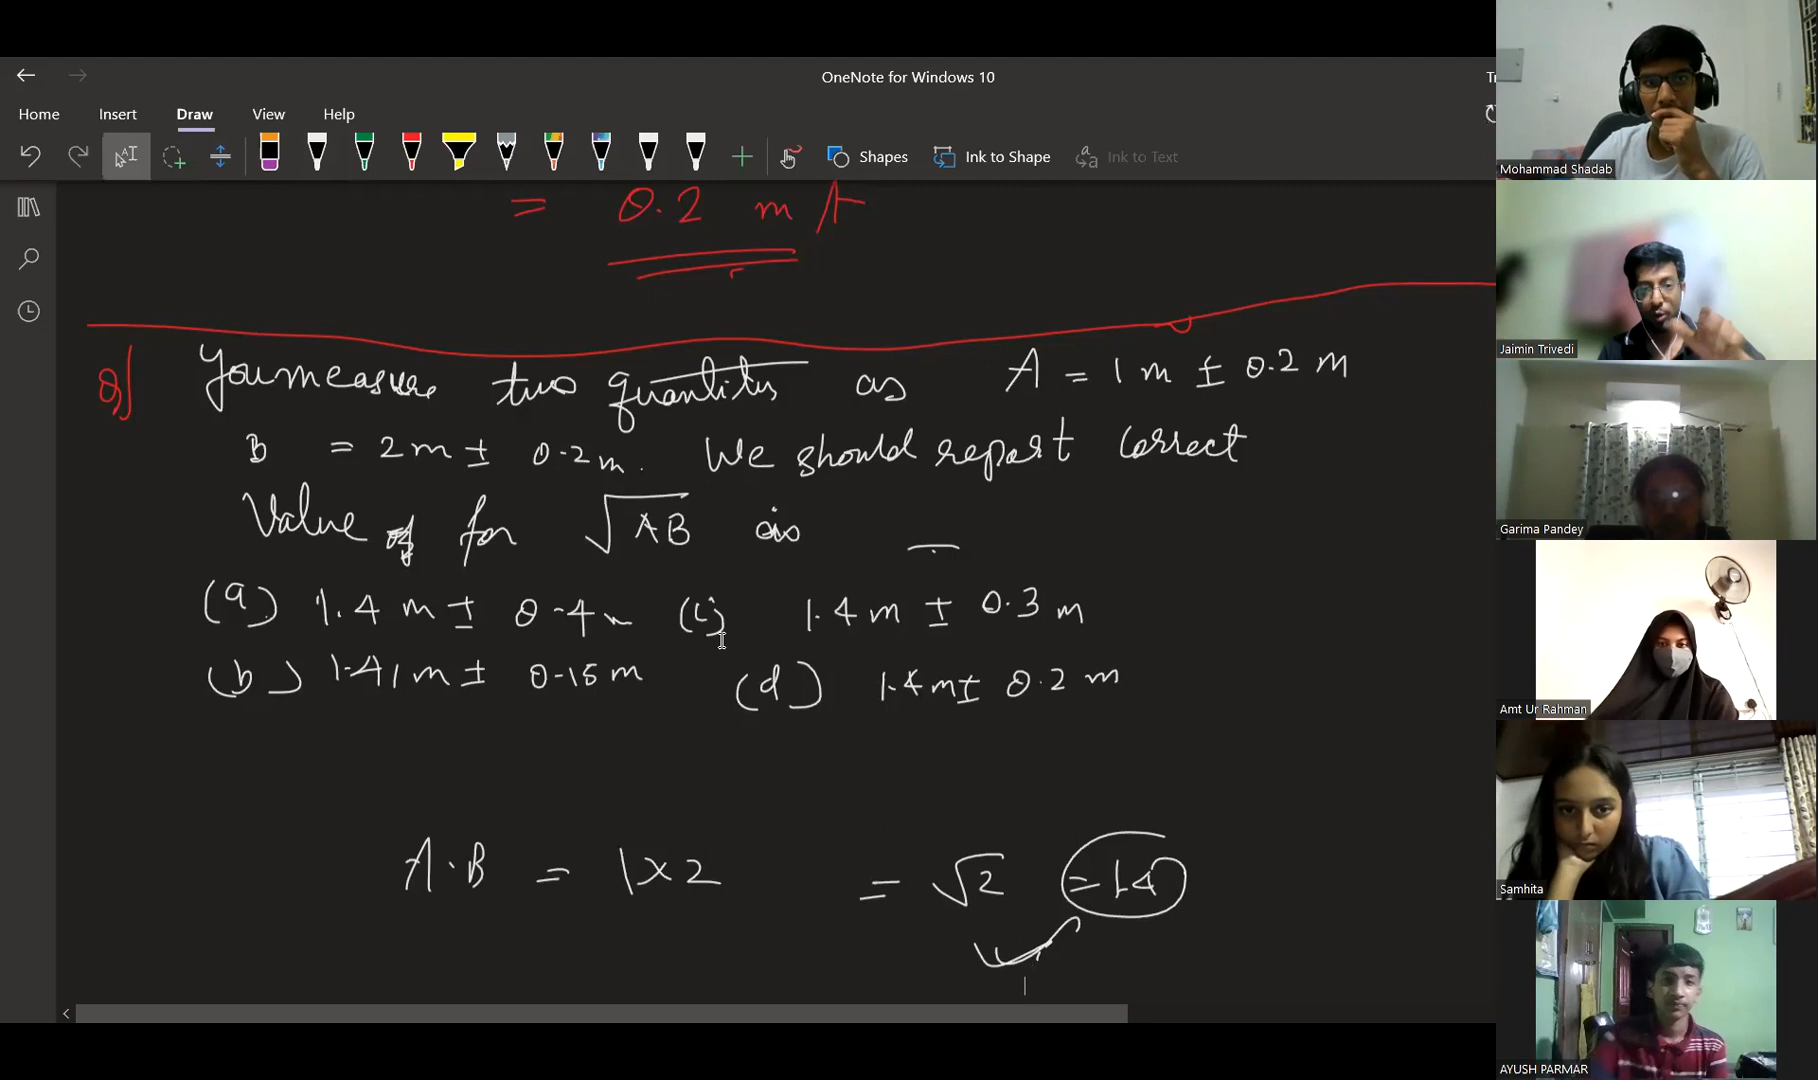 OneNote for Windows 10
Home Insert Draw View Help
Shapes Ink to Shape Ink to Text
= 0.2 m
Q) You measure two quantities as A = 1 m ± 0.2 m
B = 2 m ± 0.2 m. We should report correct
Value of for √AB is
(a) 1.4 m ± 0.4 m (c) 1.4 m ± 0.3 m
(b) 1.41 m ± 0.15 m (d) 1.4 m ± 0.2 m
A.B = 1 x 2 = √2 = 1.4
Mohammad Shadab
Jaimin Trivedi
Garima Pandey
Amt Ur Rahman
Samhita
AYUSH PARMAR